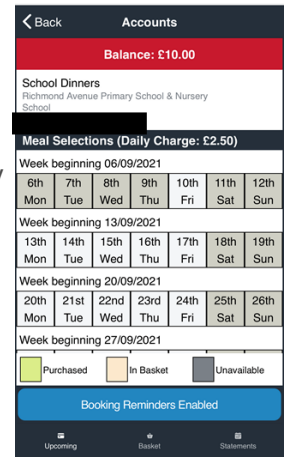 Back Accounts
Balance: £10.00
School Dinners
Richmond Avenue Primary School & Nursery
School
Meal Selections (Daily Charge: £2.50)
Week beginning 06/09/2021
6th 7th 8th 9th 10th 11th 12th
Mon Tue Wed Thu Fri Sat Sun
Week beginning 13/09/2021
13th 14th 15th 16th 17th 18th 19th
Mon Tue Wed Thu Fri Sat Sun
Week beginning 20/09/2021
20th 21st 22nd 23rd 24th 25th 26th
Mon Tue Wed Thu Fri Sat Sun
Week beginning 27/09/2021
Purchased In Basket Unavailable
Booking Reminders Enabled
Upcoming Basket Statements